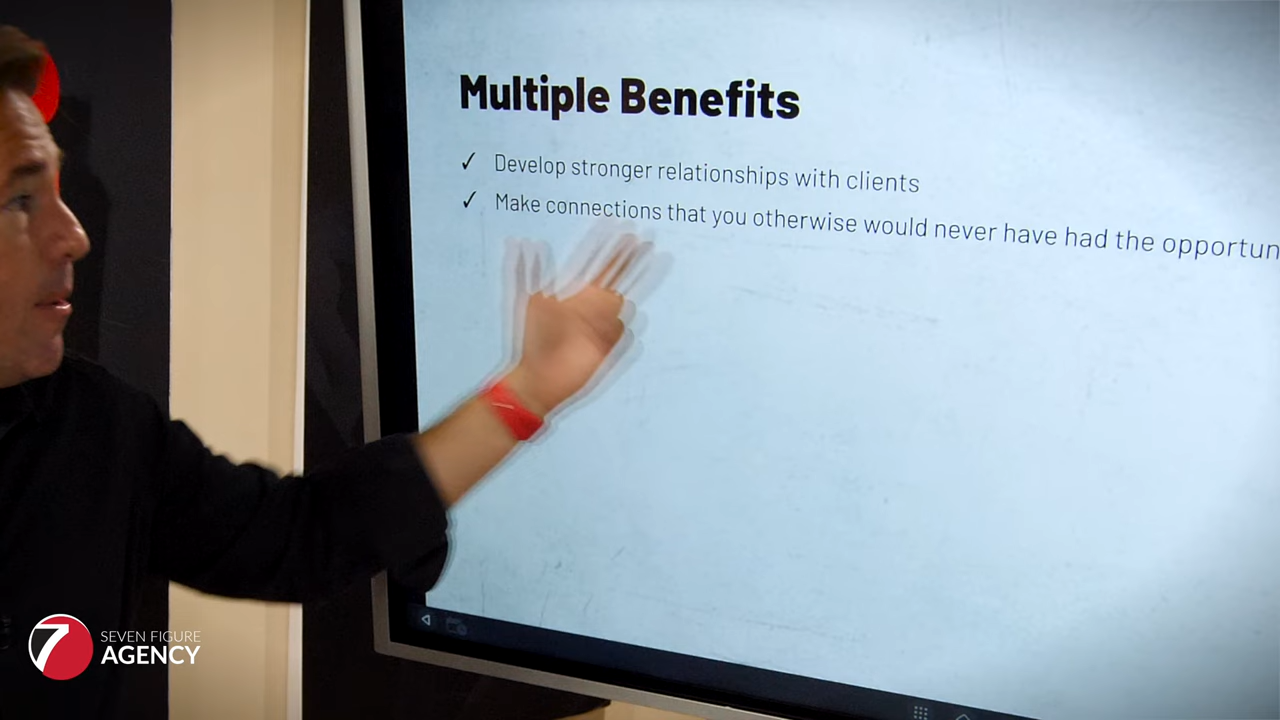 Multiple Benefits
✓ Develop stronger relationships with clients
✓ Make connections that you otherwise would never have had the opportun
7 SEVEN FIGURE
AGENCY